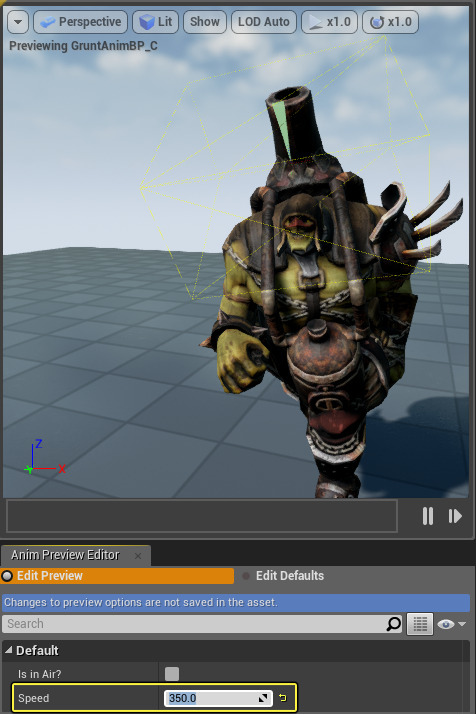 Perspective Lit Show LOD Auto x1.0 x1.0
Previewing GruntAnimBP_C
Z
X
Anim Preview Editor ×
Edit Preview Edit Defaults
Changes to preview options are not saved in the asset.
Search
Default
Is in Air?
Speed 350.0